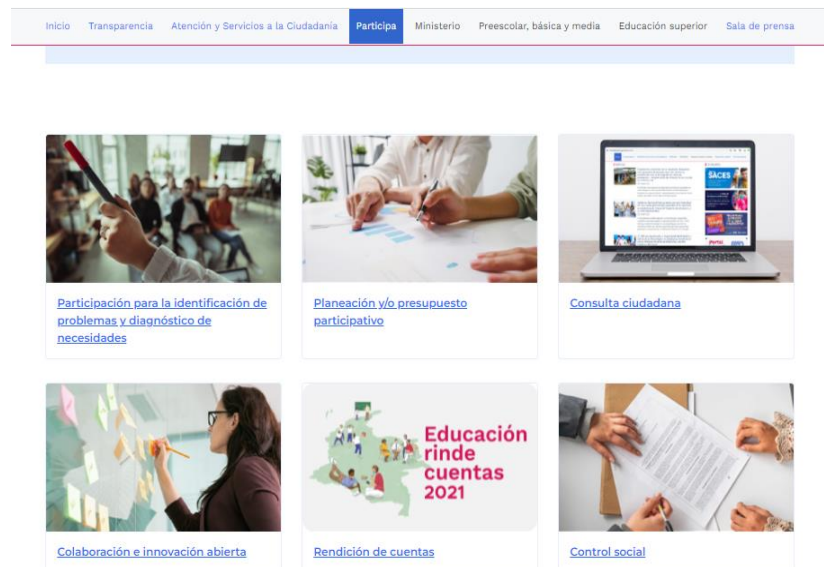 Inicio Transparencia Atención y Servicios a la Ciudadanía Participa Ministerio Preescolar, básica y media Educación superior Sala de prensa
Participación para la identificación de
problemas y diagnóstico de
necesidades
Planeación y/o presupuesto
participativo
Consulta ciudadana
SACES
Educación
rinde
cuentas
2021
Colaboración e innovación abierta
Rendición de cuentas
Control social